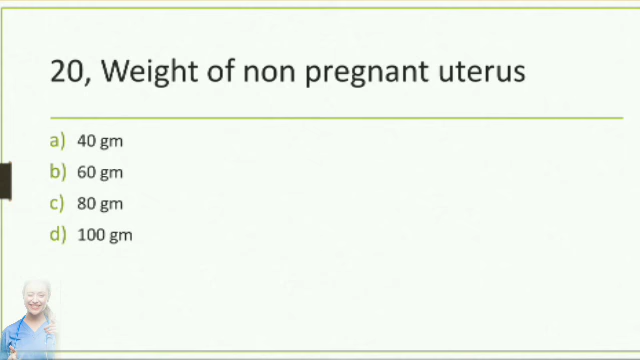 20, Weight of non pregnant uterus
a) 40 gm
b) 60 gm
c) 80 gm
d) 100 gm